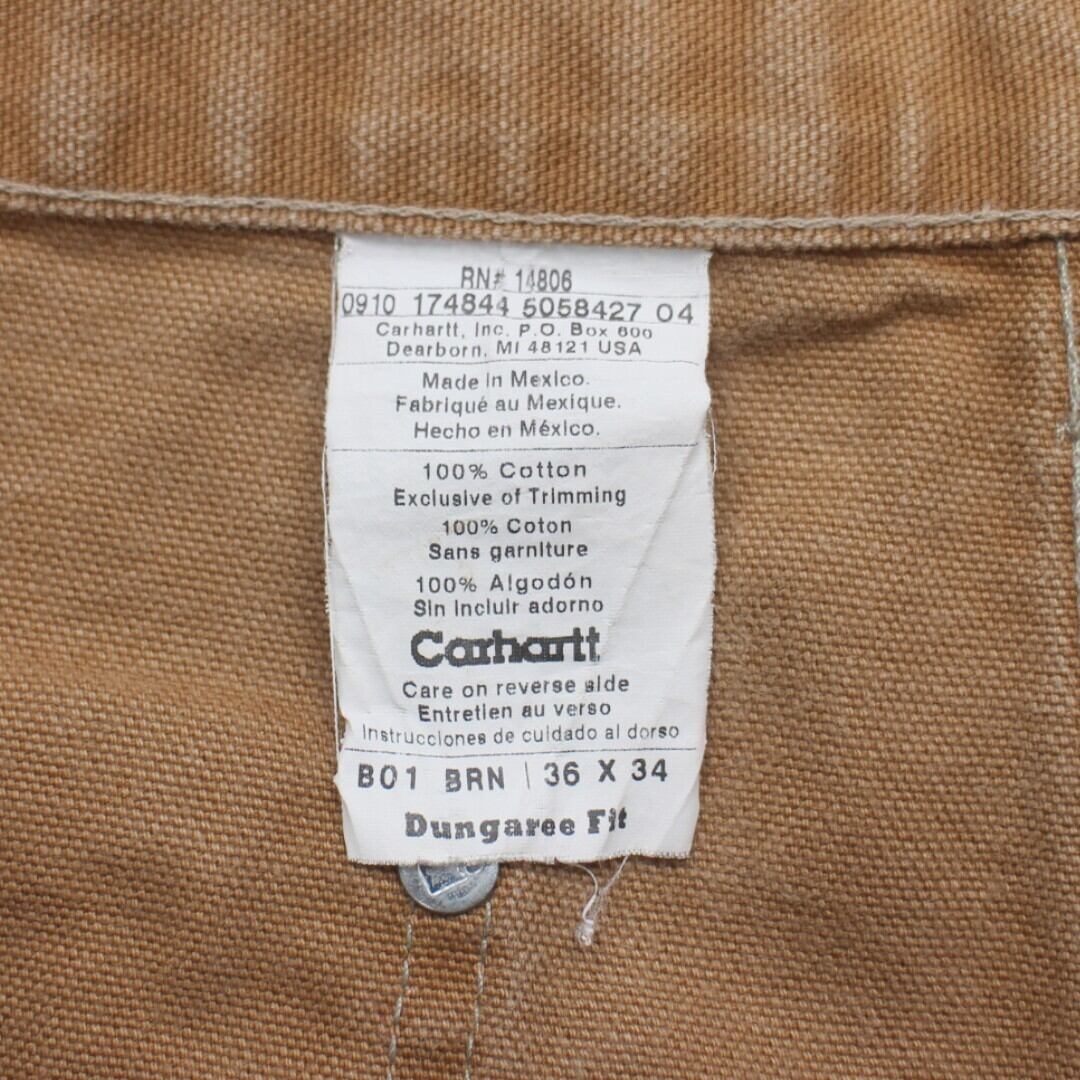 RN# 14806
0910 174844 5058427 04
Carhartt, Inc. P.O. Box 600
Dearborn, MI 48121 USA
Made in Mexico.
Fabriqué au Mexique.
Hecho en México.
100% Cotton
Exclusive of Trimming
100% Coton
Sans garniture
100% Algodón
Sin incluir adorno
Carhartt
Care on reverse side
Entretien au verso
Instrucciones de cuidado al dorso
B01 BRN | 36 X 34
Dungaree Fit